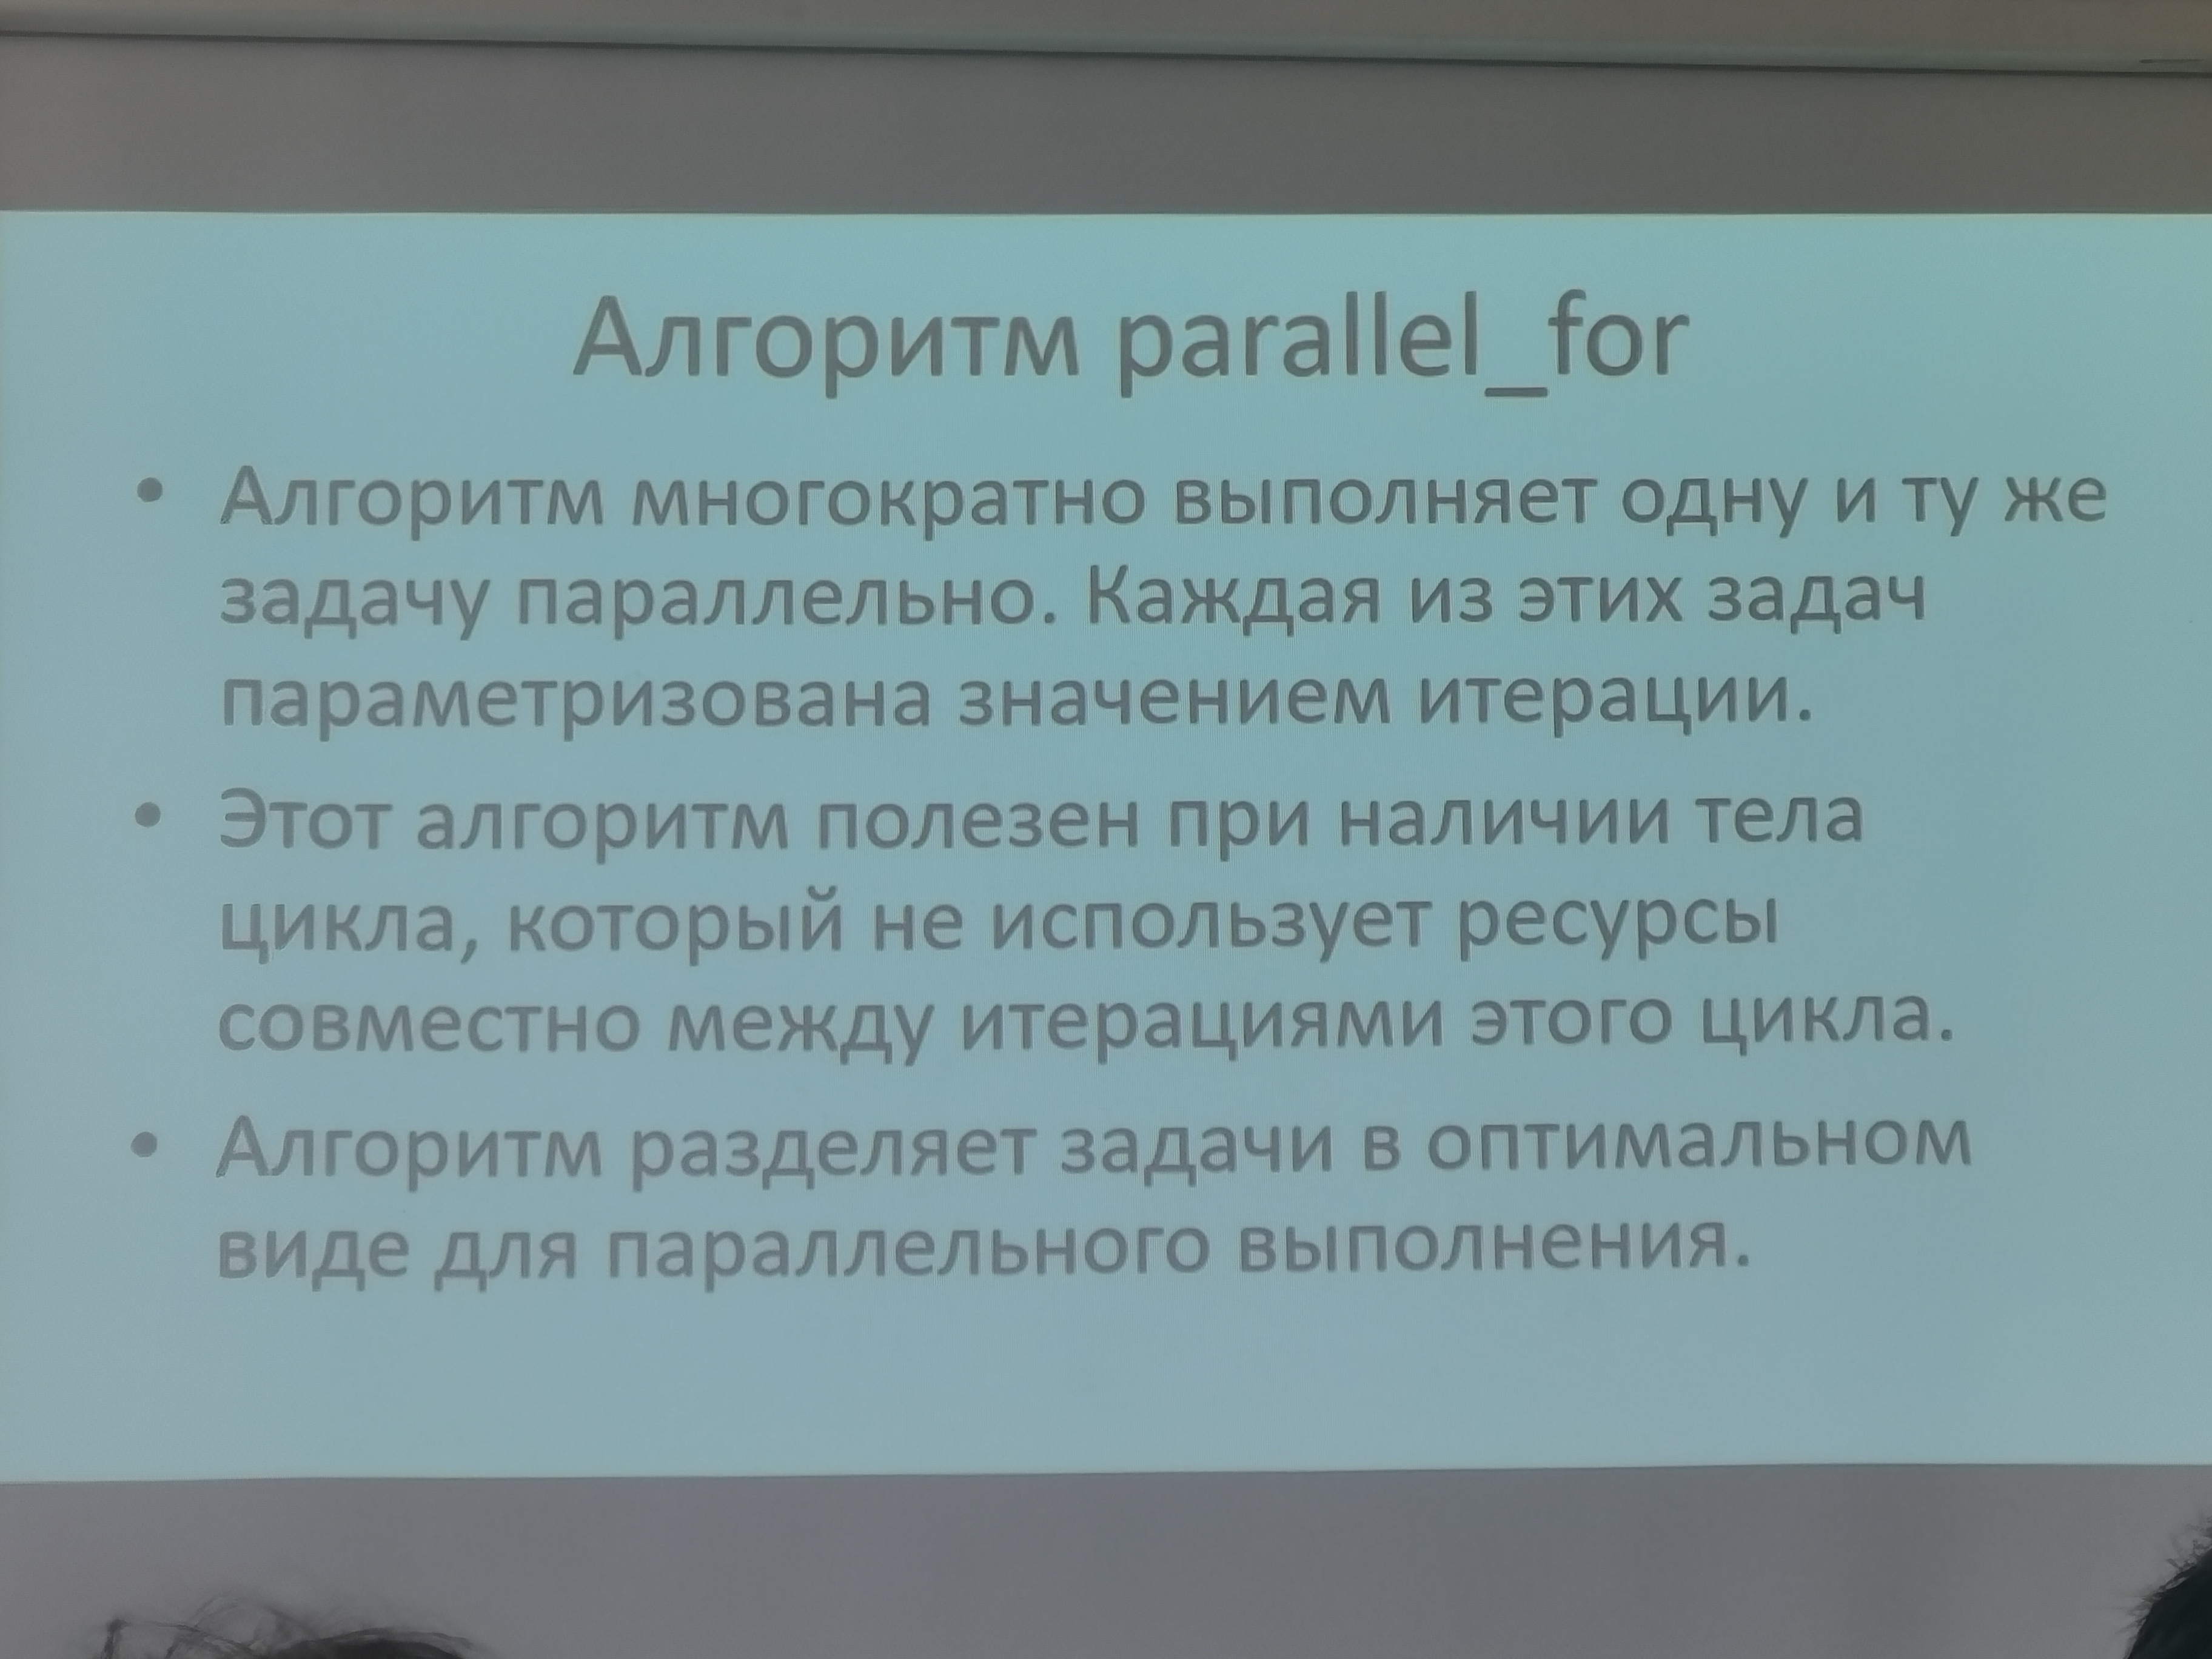 Алгоритм parallel_for
• Алгоритм многократно выполняет одну и ту же
задачу параллельно. Каждая из этих задач
параметризована значением итерации.
• Этот алгоритм полезен при наличии тела
цикла, который не использует ресурсы
совместно между итерациями этого цикла.
• Алгоритм разделяет задачи в оптимальном
виде для параллельного выполнения.